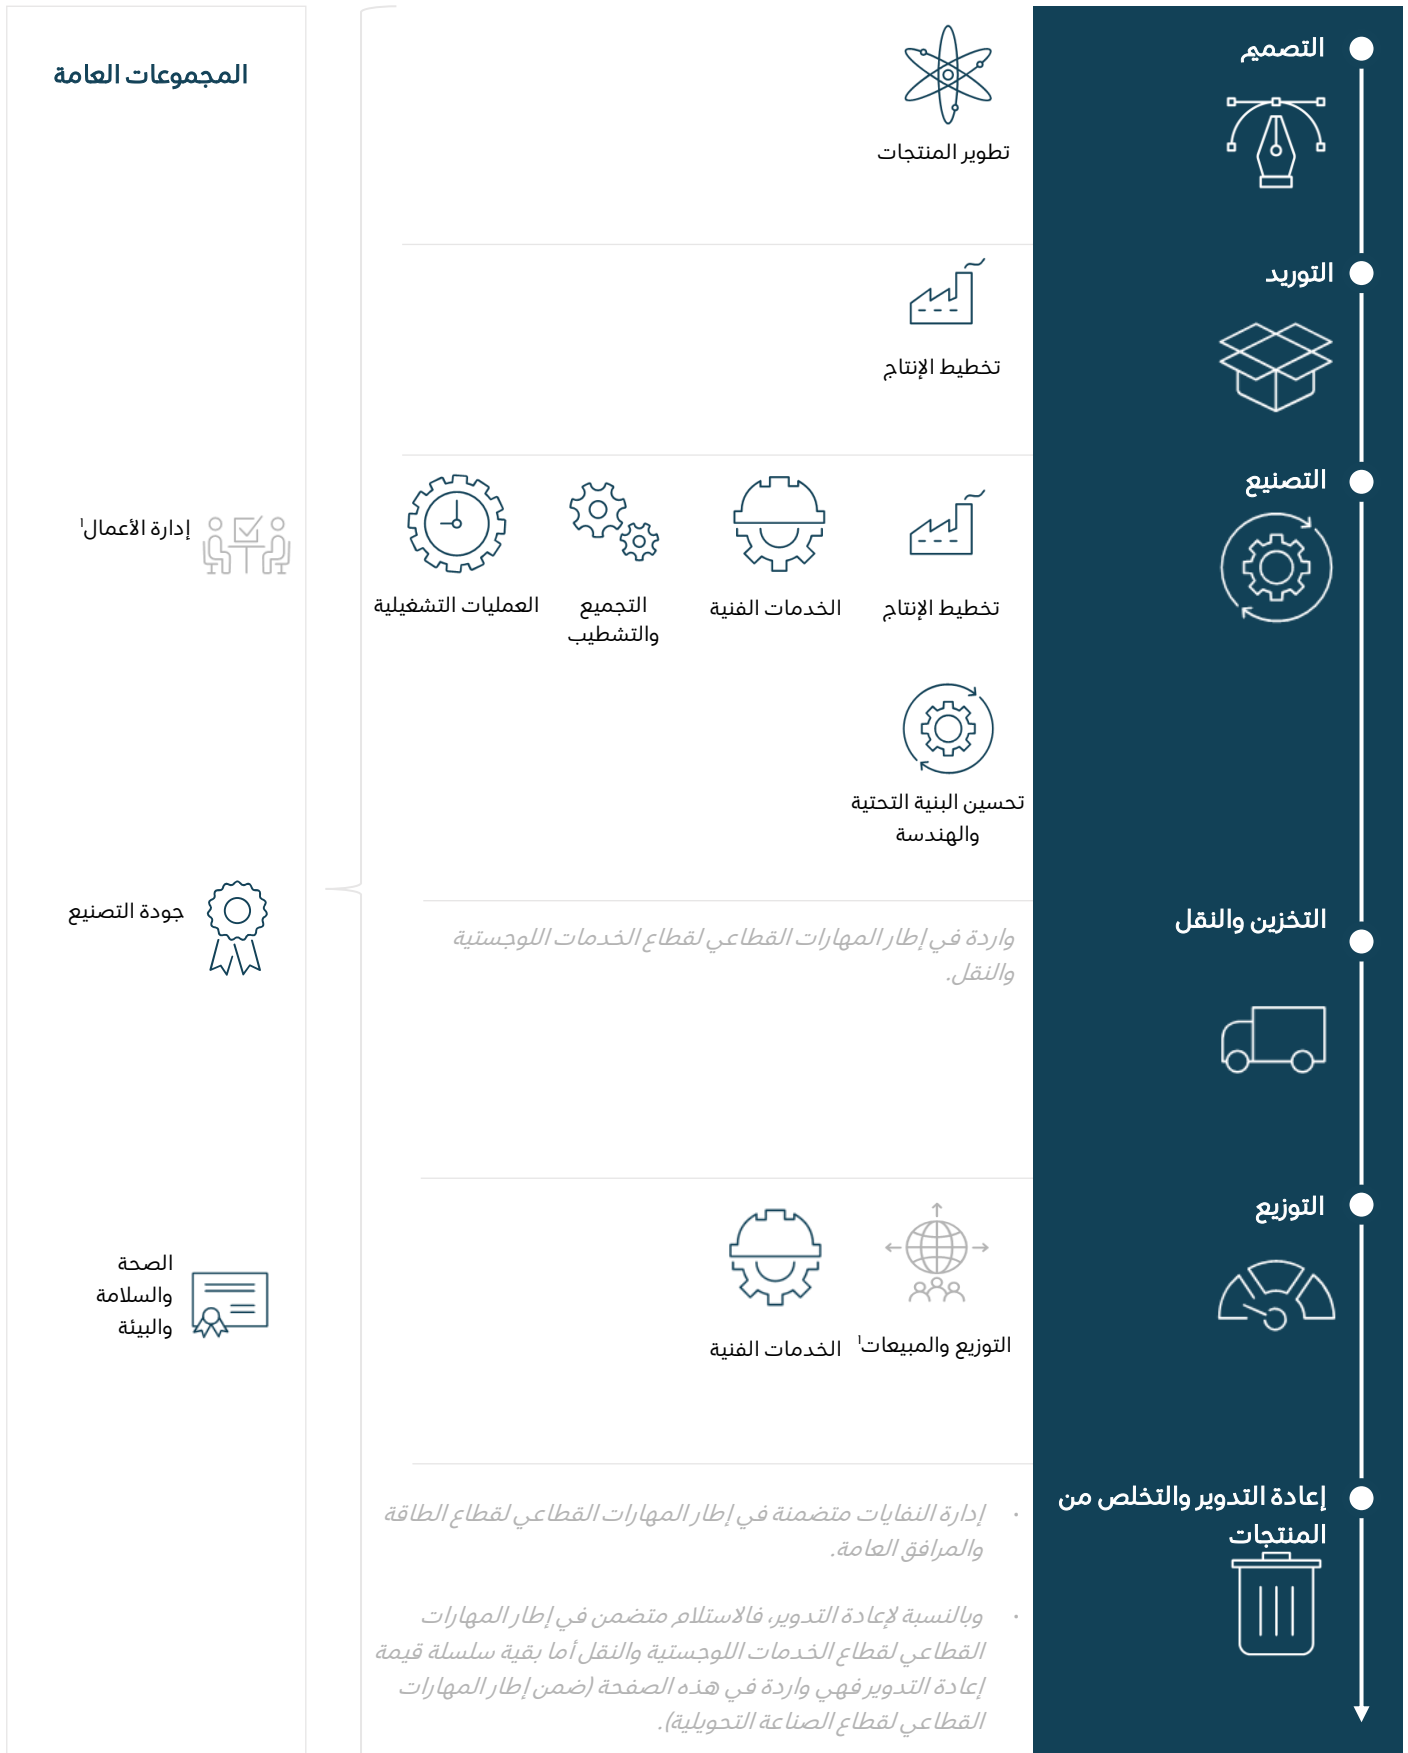 التصميم
تطوير المنتجات
التوريد
تخطيط الإنتاج
التصنيع
تخطيط الإنتاج
الخدمات الفنية
التجميع
والتشطيب
العمليات التشغيلية
تحسين البنية التحتية
والهندسة
التخزين والنقل
واردة في إطار المهارات القطاعي لقطاع الخدمات اللوجستية
والنقل.
التوزيع
التوزيع والمبيعات¹
الخدمات الفنية
إعادة التدوير والتخلص من
المنتجات
• إدارة النفايات متضمنة في إطار المهارات القطاعي لقطاع الطاقة
والمرافق العامة.
• وبالنسبة لإعادة التدوير، فالاستلام متضمن في إطار المهارات
القطاعي لقطاع الخدمات اللوجستية والنقل أما بقية سلسلة قيمة
إعادة التدوير فهي واردة في هذه الصفحة (ضمن إطار المهارات
القطاعي لقطاع الصناعة التحويلية).
المجموعات العامة
إدارة الأعمال¹
جودة التصنيع
الصحة
والسلامة
والبيئة